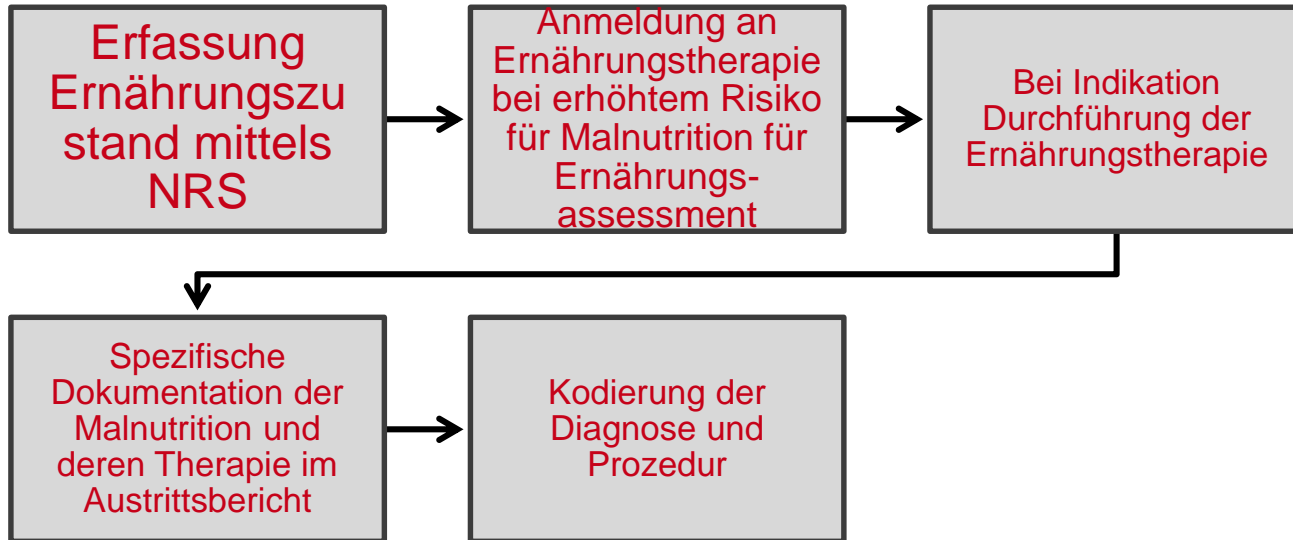 Erfassung
Ernährungszu
stand mittels
NRS
Anmeldung an
Ernährungstherapie
bei erhöhtem Risiko
für Malnutrition für
Ernährungs-
assessment
Bei Indikation
Durchführung der
Ernährungstherapie
Spezifische
Dokumentation der
Malnutrition und
deren Therapie im
Austrittsbericht
Kodierung der
Diagnose und
Prozedur